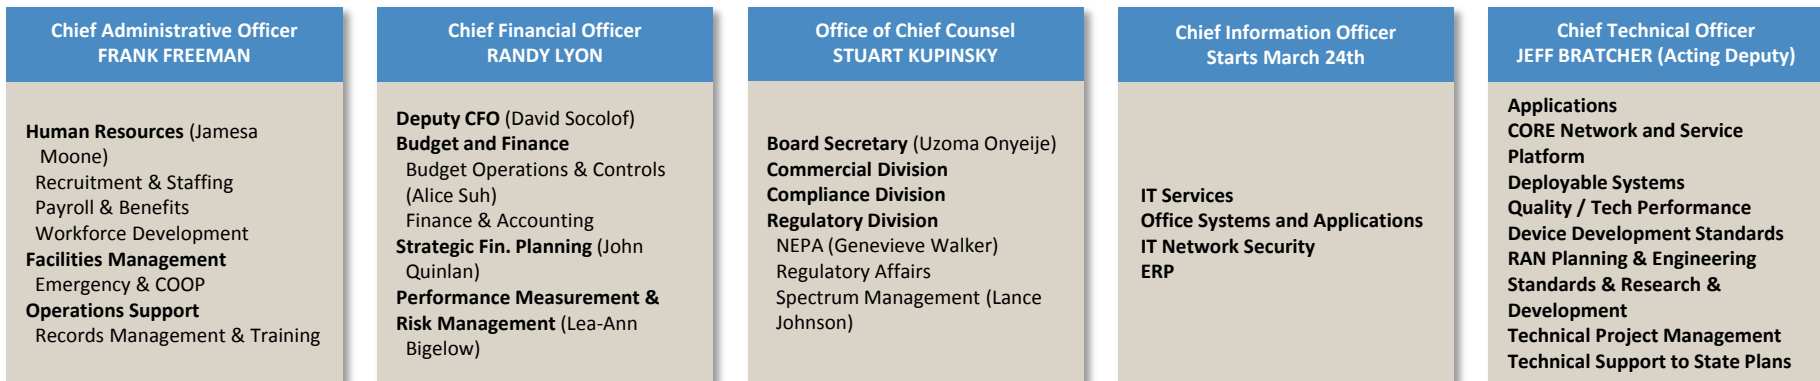 Chief Administrative Officer
FRANK FREEMAN
Human Resources (Jamesa
Moone)
Recruitment & Staffing
Payroll & Benefits
Workforce Development
Facilities Management
Emergency & COOP
Operations Support
Records Management & Training
Chief Financial Officer
RANDY LYON
Deputy CFO (David Socolof)
Budget and Finance
Budget Operations & Controls
(Alice Suh)
Finance & Accounting
Strategic Fin. Planning (John
Quinlan)
Performance Measurement &
Risk Management (Lea-Ann
Bigelow)
Office of Chief Counsel
STUART KUPINSKY
Board Secretary (Uzoma Onyeije)
Commercial Division
Compliance Division
Regulatory Division
NEPA (Genevieve Walker)
Regulatory Affairs
Spectrum Management (Lance
Johnson)
Chief Information Officer
Starts March 24th
IT Services
Office Systems and Applications
IT Network Security
ERP
Chief Technical Officer
JEFF BRATCHER (Acting Deputy)
Applications
CORE Network and Service
Platform
Deployable Systems
Quality / Tech Performance
Device Development Standards
RAN Planning & Engineering
Standards & Research &
Development
Technical Project Management
Technical Support to State Plans